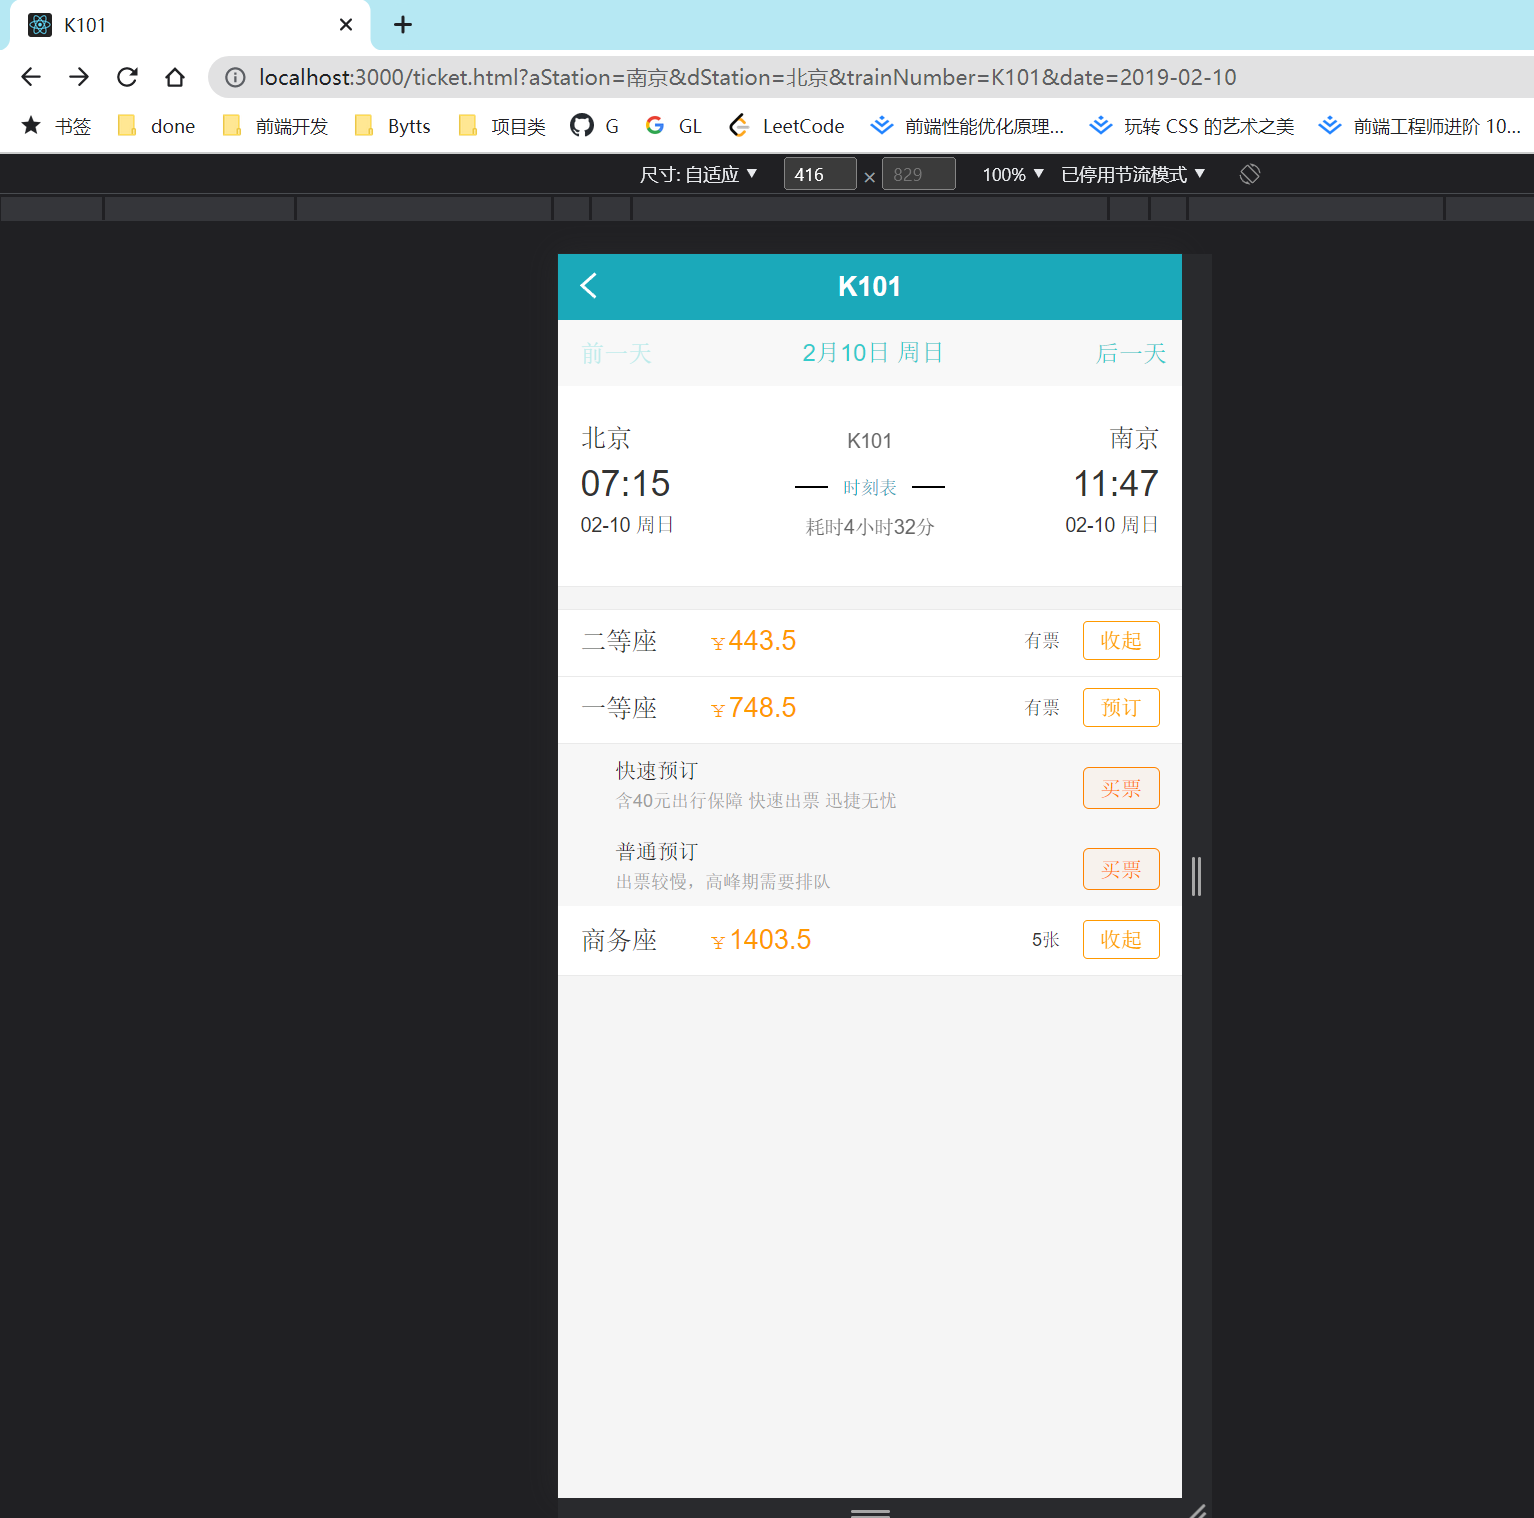 K101
localhost:3000/ticket.html?aStation=南京&dStation=北京&trainNumber=K101&date=2019-02-10
书签 done 前端开发 Bytts 项目类 G GL LeetCode 前端性能优化原理... 玩转 CSS 的艺术之美 前端工程师进阶 10...
尺寸: 自适应 ▼ 416 × 829 100% ▼ 已停用节流模式 ▼
K101
前一天 2月10日 周日 后一天
北京 K101 南京
07:15 时刻表 11:47
02-10 周日 耗时4小时32分 02-10 周日
二等座 ¥443.5 有票 收起
一等座 ¥748.5 有票 预订
快速预订
含40元出行保障 快速出票 迅捷无忧 买票
普通预订
出票较慢，高峰期需要排队 买票
商务座 ¥1403.5 5张 收起